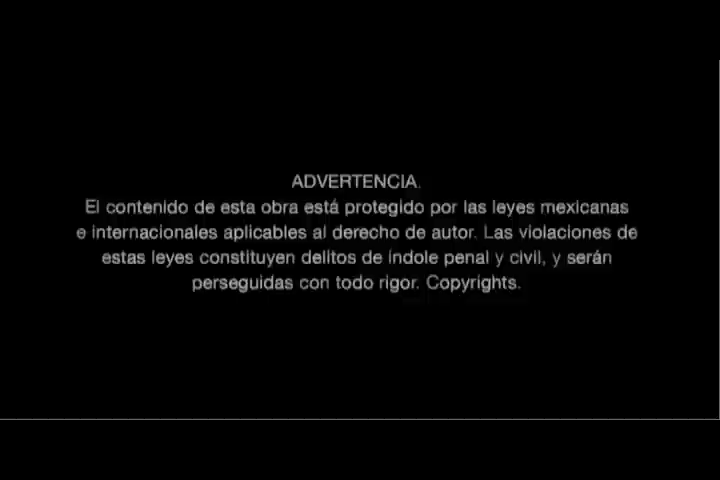 ADVERTENCIA.
El contenido de esta obra está protegido por las leyes mexicanas
e internacionales aplicables al derecho de autor. Las violaciones de
estas leyes constituyen delitos de índole penal y civil, y serán
perseguidas con todo rigor. Copyrights.